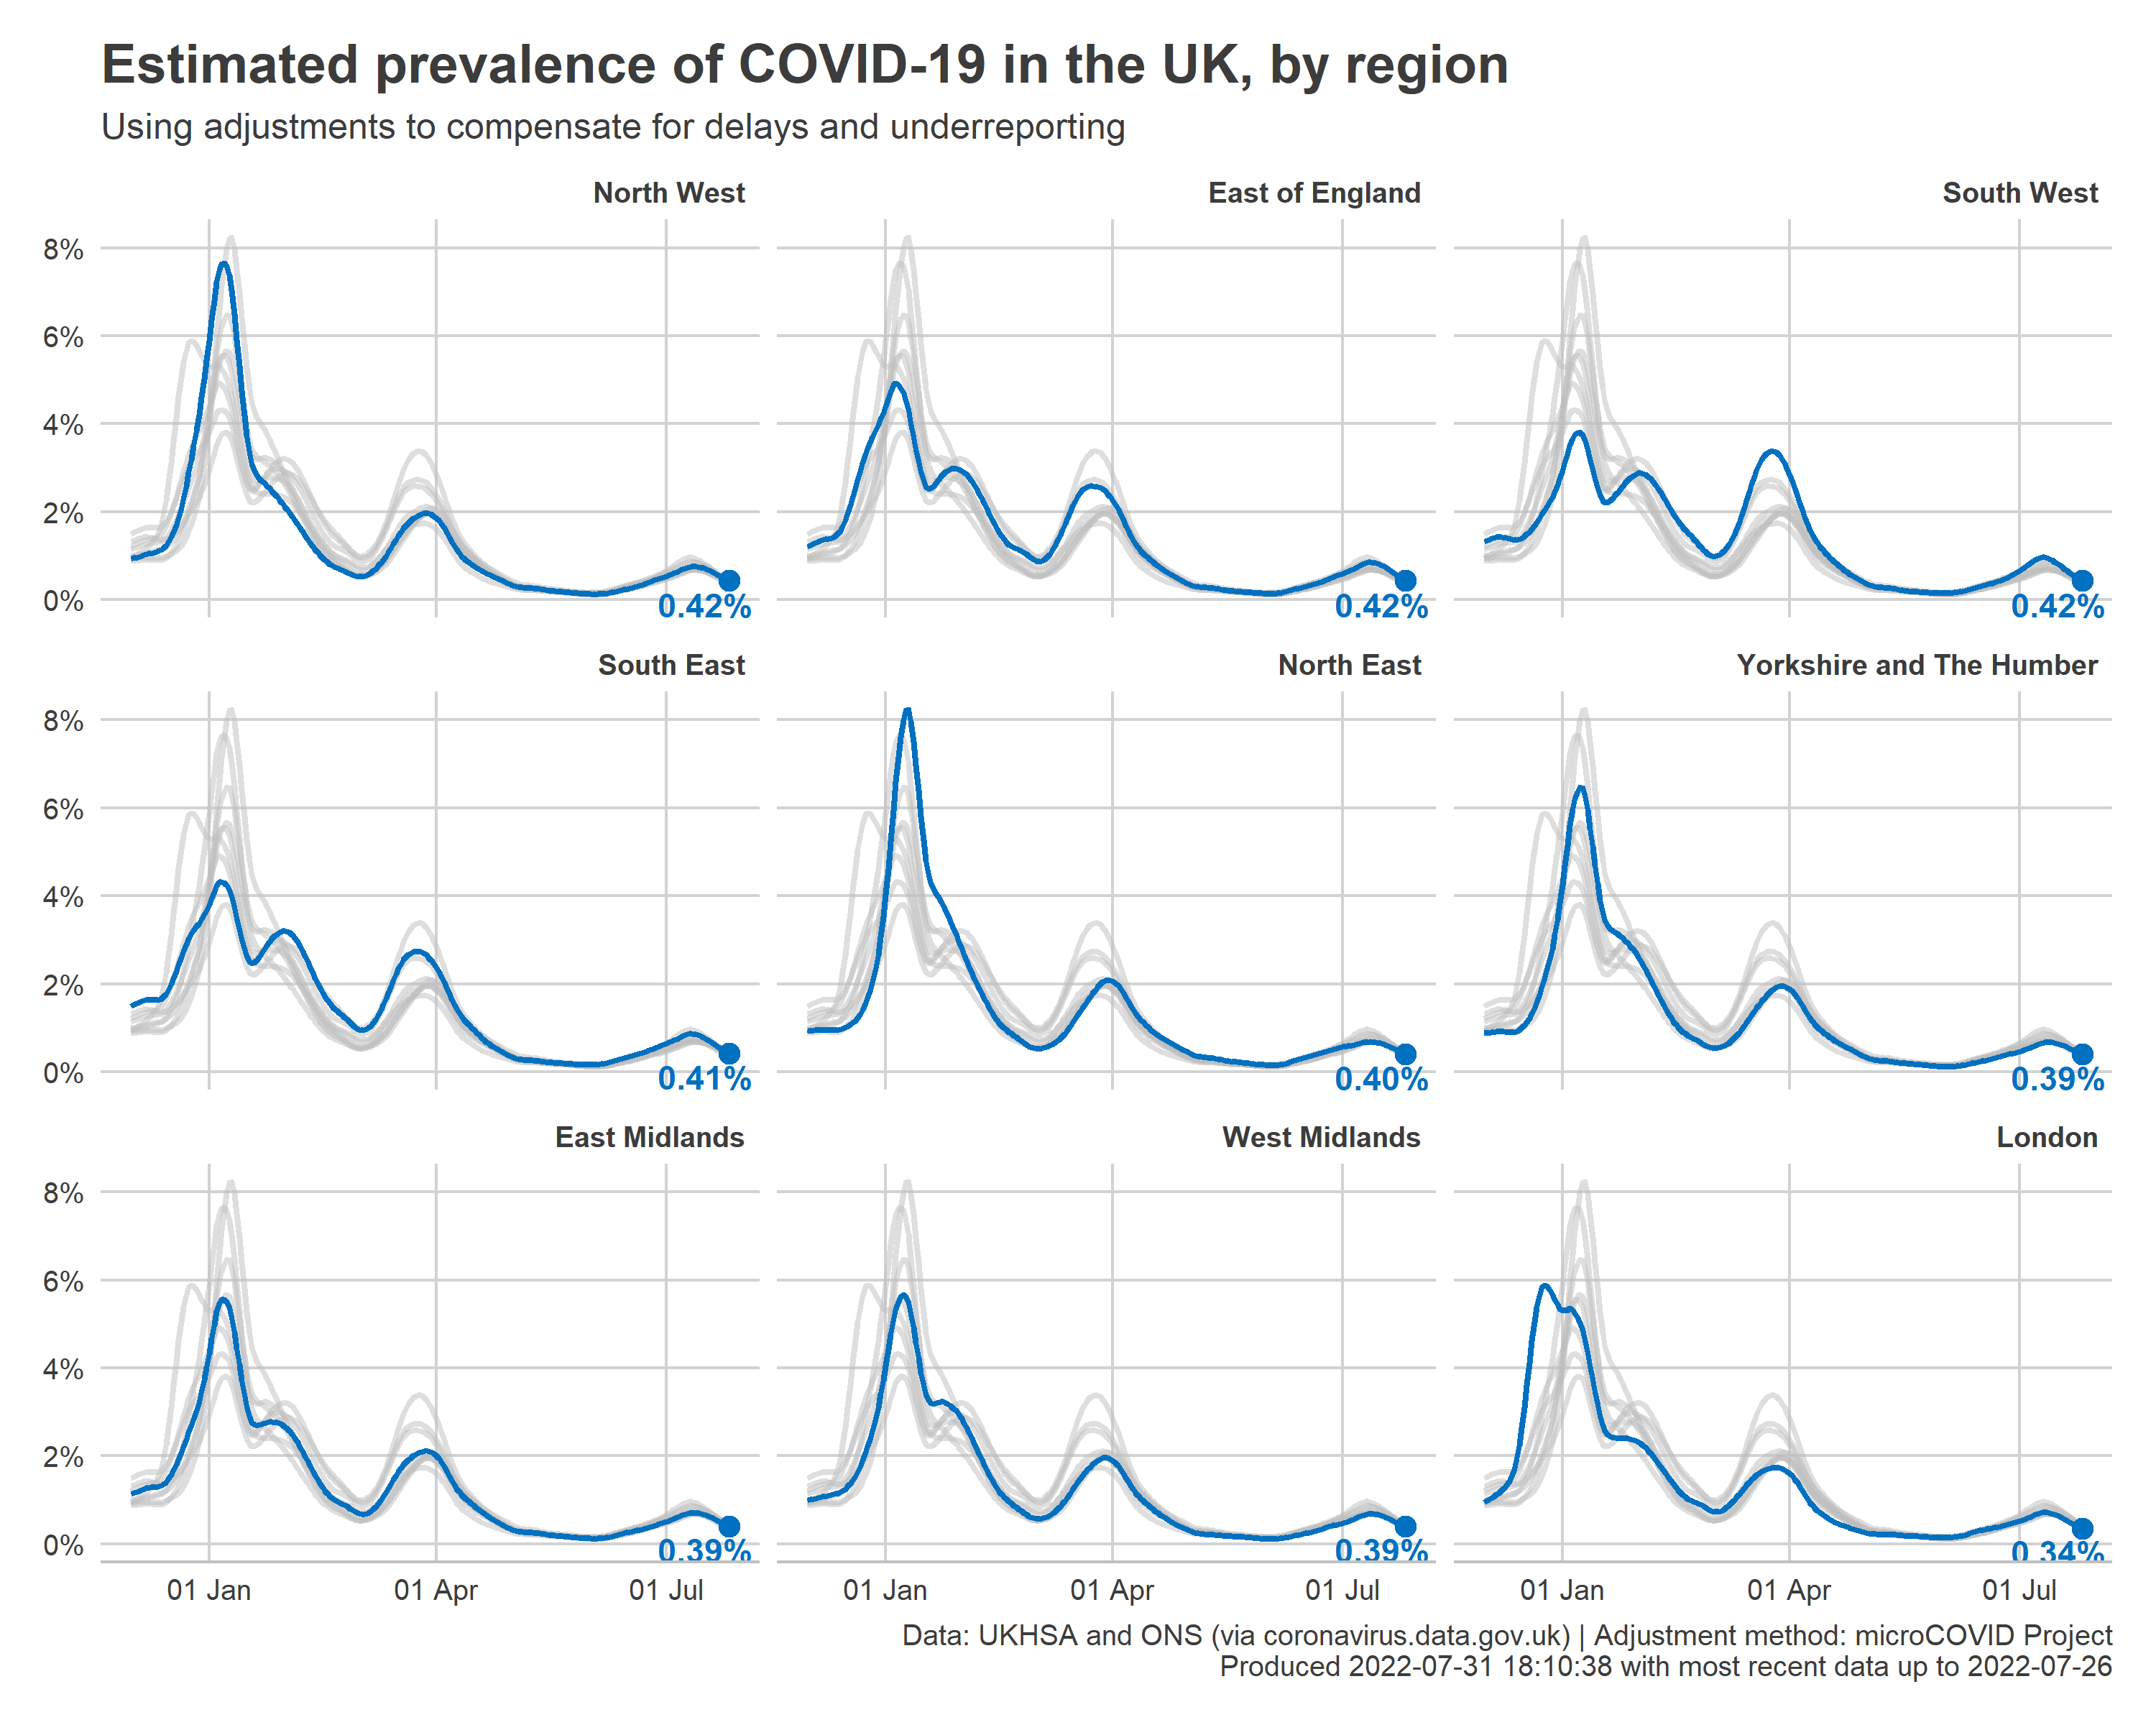 Estimated prevalence of COVID-19 in the UK, by region
Using adjustments to compensate for delays and underreporting
North West
East of England
South West
8%
6%
4%
2%
0%
0.42%
0.42%
0.42%
South East
North East
Yorkshire and The Humber
8%
6%
4%
2%
0%
0.41%
0.40%
0.39%
East Midlands
West Midlands
London
8%
6%
4%
2%
0%
0.39%
0.39%
0.34%
01 Jan 01 Apr 01 Jul
01 Jan 01 Apr 01 Jul
01 Jan 01 Apr 01 Jul
Data: UKHSA and ONS (via coronavirus.data.gov.uk) | Adjustment method: microCOVID Project
Produced 2022-07-31 18:10:38 with most recent data up to 2022-07-26